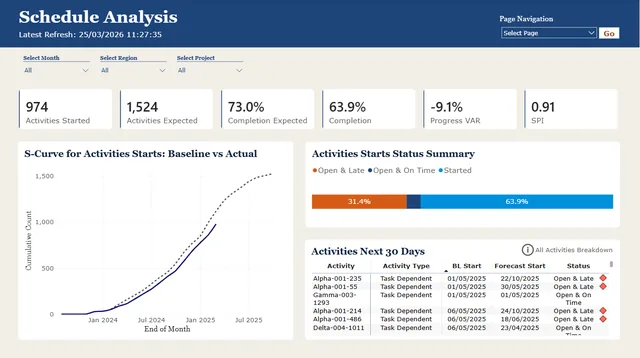 Schedule Analysis
Latest Refresh: 25/03/2026 11:27:35
Page Navigation
Select Page
Go
Select Month
Select Region
Select Project
All
All
All
974
Activities Started
1,524
Activities Expected
73.0%
Completion Expected
63.9%
Completion
-9.1%
Progress VAR
0.91
SPI
S-Curve for Activities Starts: Baseline vs Actual
Cumulative Count
1,500
1,000
500
0
Jan 2024
Jul 2024
Jan 2025
Jul 2025
End of Month
Activities Starts Status Summary
Open & Late Open & On Time Started
31.4%
63.9%
Activities Next 30 Days
All Activities Breakdown
Activity Activity Type BL Start Forecast Start Status
Alpha-001-235 Task Dependent 01/05/2025 22/10/2025 Open & Late
Alpha-001-55 Task Dependent 01/05/2025 30/05/2025 Open & Late
Gamma-003-1293 Task Dependent 01/05/2025 01/05/2025 Open & On Time
Alpha-001-214 Task Dependent 06/05/2025 24/10/2025 Open & Late
Alpha-001-486 Task Dependent 06/05/2025 18/06/2025 Open & Late
Delta-004-1011 Task Dependent 06/05/2025 23/04/2025 Open & On Time